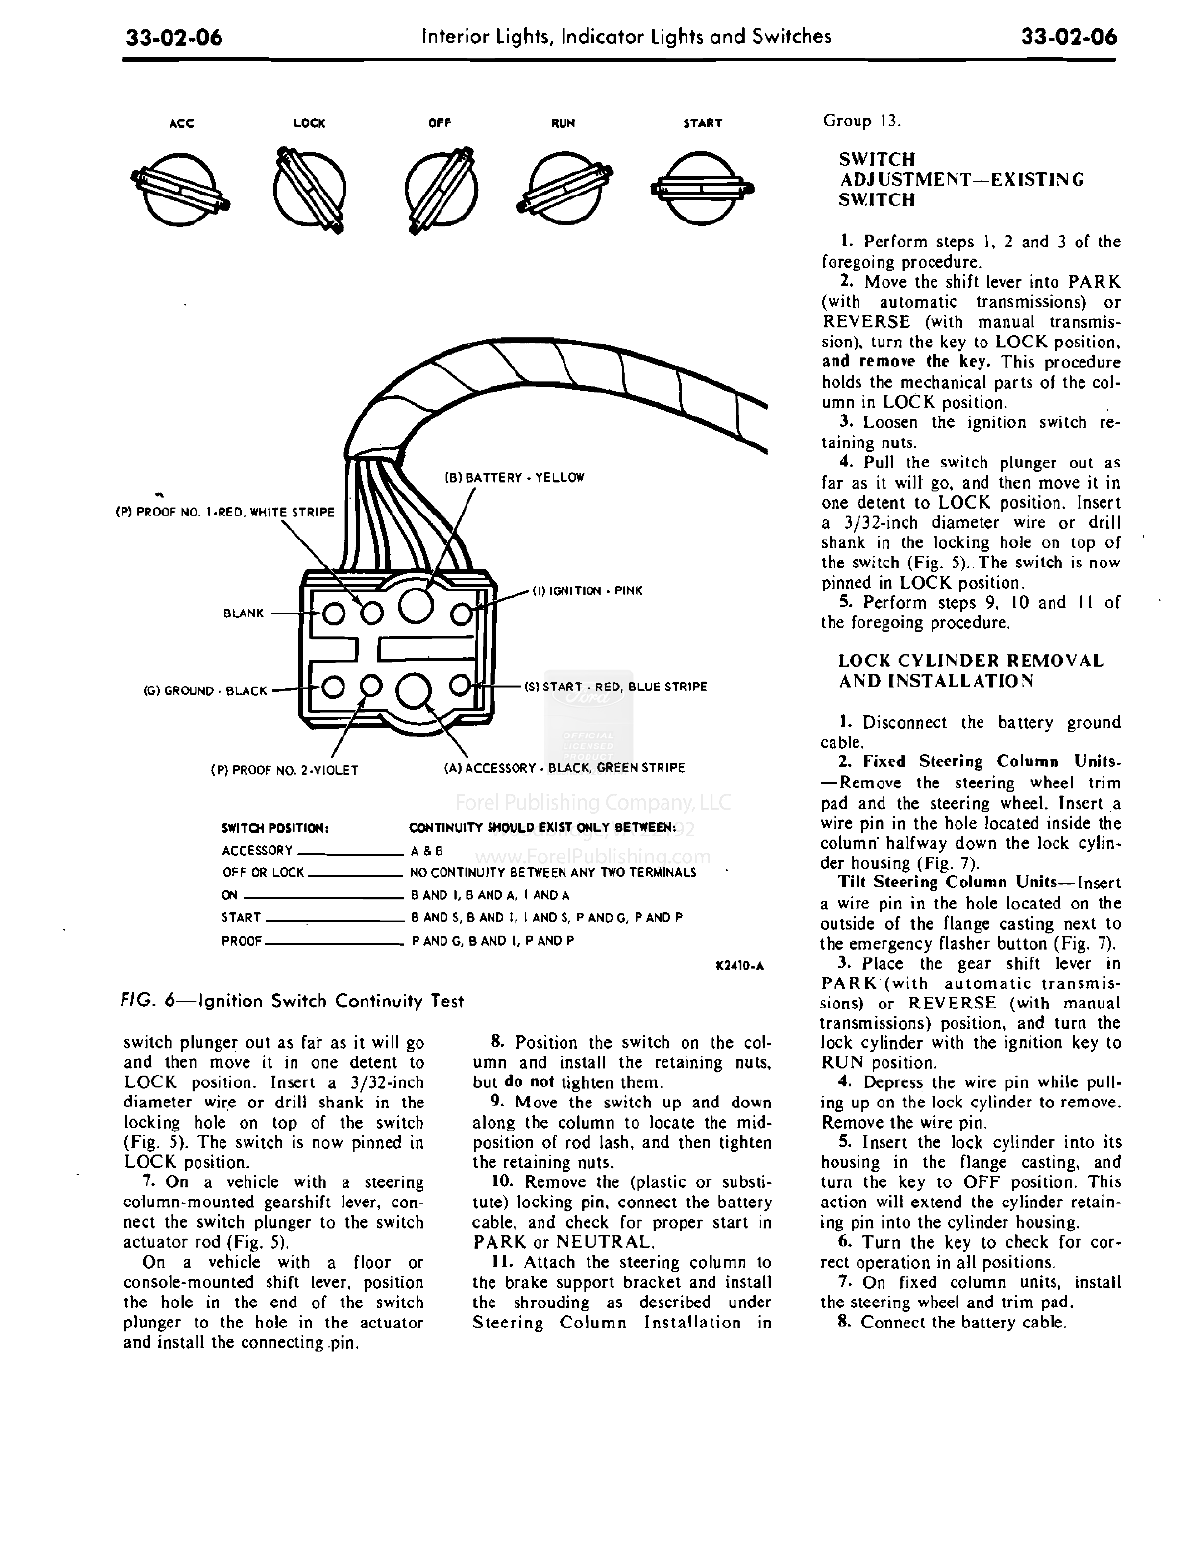 33-02-06
Interior Lights, Indicator Lights and Switches
33-02-06
ACC
LOCK
OFF
RUN
START
(B) BATTERY - YELLOW
(P) PROOF NO. 1-RED, WHITE STRIPE
(I) IGNITION - PINK
BLANK
(G) GROUND - BLACK
(S) START - RED, BLUE STRIPE
(P) PROOF NO. 2-VIOLET
(A) ACCESSORY - BLACK, GREEN STRIPE
Ford
OFFICIAL
LICENSED
PRODUCT
Forel Publishing Company, LLC
92
www.ForelPublishing.com
SWITCH POSITION:
CONTINUITY SHOULD EXIST ONLY BETWEEN:
ACCESSORY
A & B
OFF OR LOCK
NO CONTINUITY BETWEEN ANY TWO TERMINALS
ON
B AND I, B AND A, I AND A
START
B AND S, B AND I, I AND S, P AND G, P AND P
PROOF
P AND G, B AND I, P AND P
K2410-A
FIG. 6—Ignition Switch Continuity Test
switch plunger out as far as it will go
and then move it in one detent to
LOCK position. Insert a 3/32-inch
diameter wire or drill shank in the
locking hole on top of the switch
(Fig. 5). The switch is now pinned in
LOCK position.
7. On a vehicle with a steering
column-mounted gearshift lever, con-
nect the switch plunger to the switch
actuator rod (Fig. 5).
On a vehicle with a floor or
console-mounted shift lever, position
the hole in the end of the switch
plunger to the hole in the actuator
and install the connecting pin.
8. Position the switch on the col-
umn and install the retaining nuts,
but do not tighten them.
9. Move the switch up and down
along the column to locate the mid-
position of rod lash, and then tighten
the retaining nuts.
10. Remove the (plastic or substi-
tute) locking pin, connect the battery
cable, and check for proper start in
PARK or NEUTRAL.
11. Attach the steering column to
the brake support bracket and install
the shrouding as described under
Steering Column Installation in
Group 13.
SWITCH
ADJUSTMENT—EXISTING
SWITCH
1. Perform steps 1, 2 and 3 of the
foregoing procedure.
2. Move the shift lever into PARK
(with automatic transmissions) or
REVERSE (with manual transmis-
sion), turn the key to LOCK position,
and remove the key. This procedure
holds the mechanical parts of the col-
umn in LOCK position.
3. Loosen the ignition switch re-
taining nuts.
4. Pull the switch plunger out as
far as it will go, and then move it in
one detent to LOCK position. Insert
a 3/32-inch diameter wire or drill
shank in the locking hole on top of
the switch (Fig. 5). The switch is now
pinned in LOCK position.
5. Perform steps 9, 10 and 11 of
the foregoing procedure.
LOCK CYLINDER REMOVAL
AND INSTALLATION
1. Disconnect the battery ground
cable.
2. Fixed Steering Column Units-
—Remove the steering wheel trim
pad and the steering wheel. Insert a
wire pin in the hole located inside the
column halfway down the lock cylin-
der housing (Fig. 7).
Tilt Steering Column Units—Insert
a wire pin in the hole located on the
outside of the flange casting next to
the emergency flasher button (Fig. 7).
3. Place the gear shift lever in
PARK (with automatic transmis-
sions) or REVERSE (with manual
transmissions) position, and turn the
lock cylinder with the ignition key to
RUN position.
4. Depress the wire pin while pull-
ing up on the lock cylinder to remove.
Remove the wire pin.
5. Insert the lock cylinder into its
housing in the flange casting, and
turn the key to OFF position. This
action will extend the cylinder retain-
ing pin into the cylinder housing.
6. Turn the key to check for cor-
rect operation in all positions.
7. On fixed column units, install
the steering wheel and trim pad.
8. Connect the battery cable.